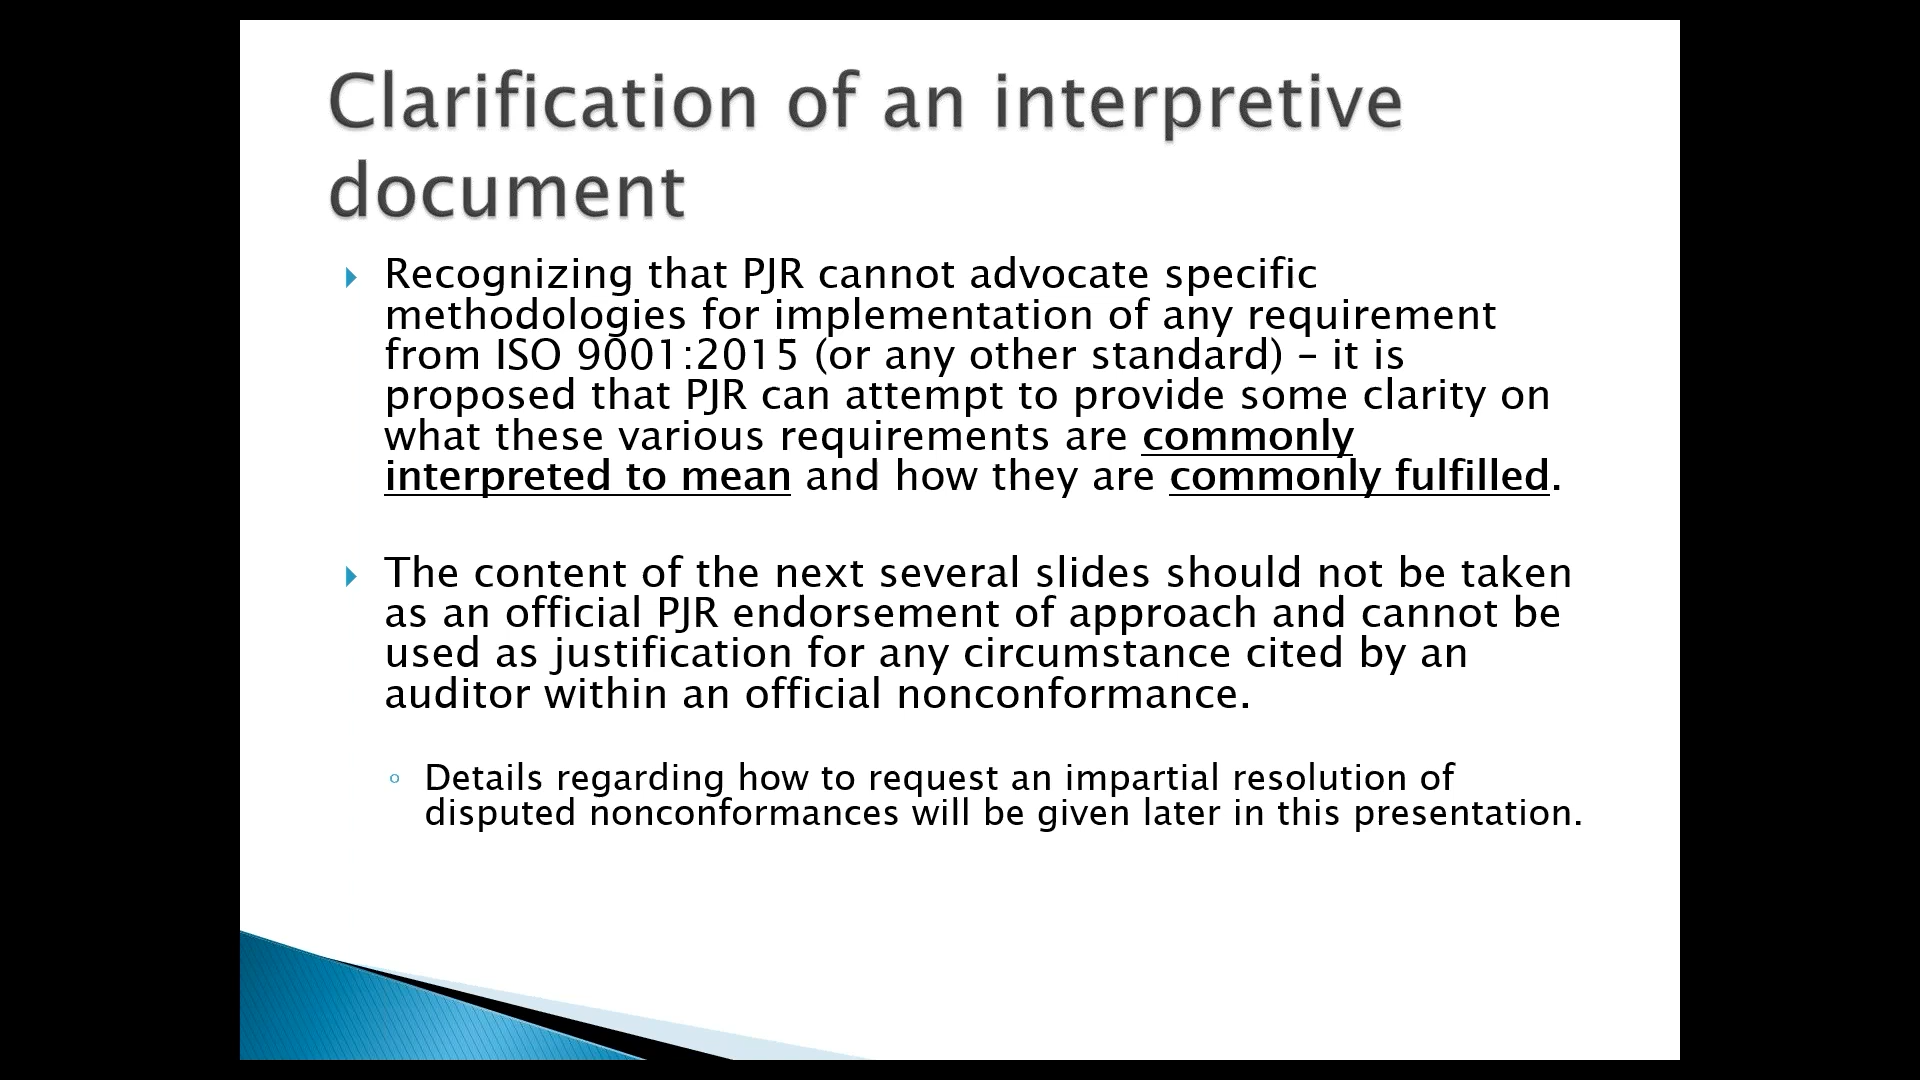 Clarification of an interpretive
document
Recognizing that PJR cannot advocate specific
methodologies for implementation of any requirement
from ISO 9001:2015 (or any other standard) – it is
proposed that PJR can attempt to provide some clarity on
what these various requirements are commonly
interpreted to mean and how they are commonly fulfilled.
The content of the next several slides should not be taken
as an official PJR endorsement of approach and cannot be
used as justification for any circumstance cited by an
auditor within an official nonconformance.
Details regarding how to request an impartial resolution of
disputed nonconformances will be given later in this presentation.